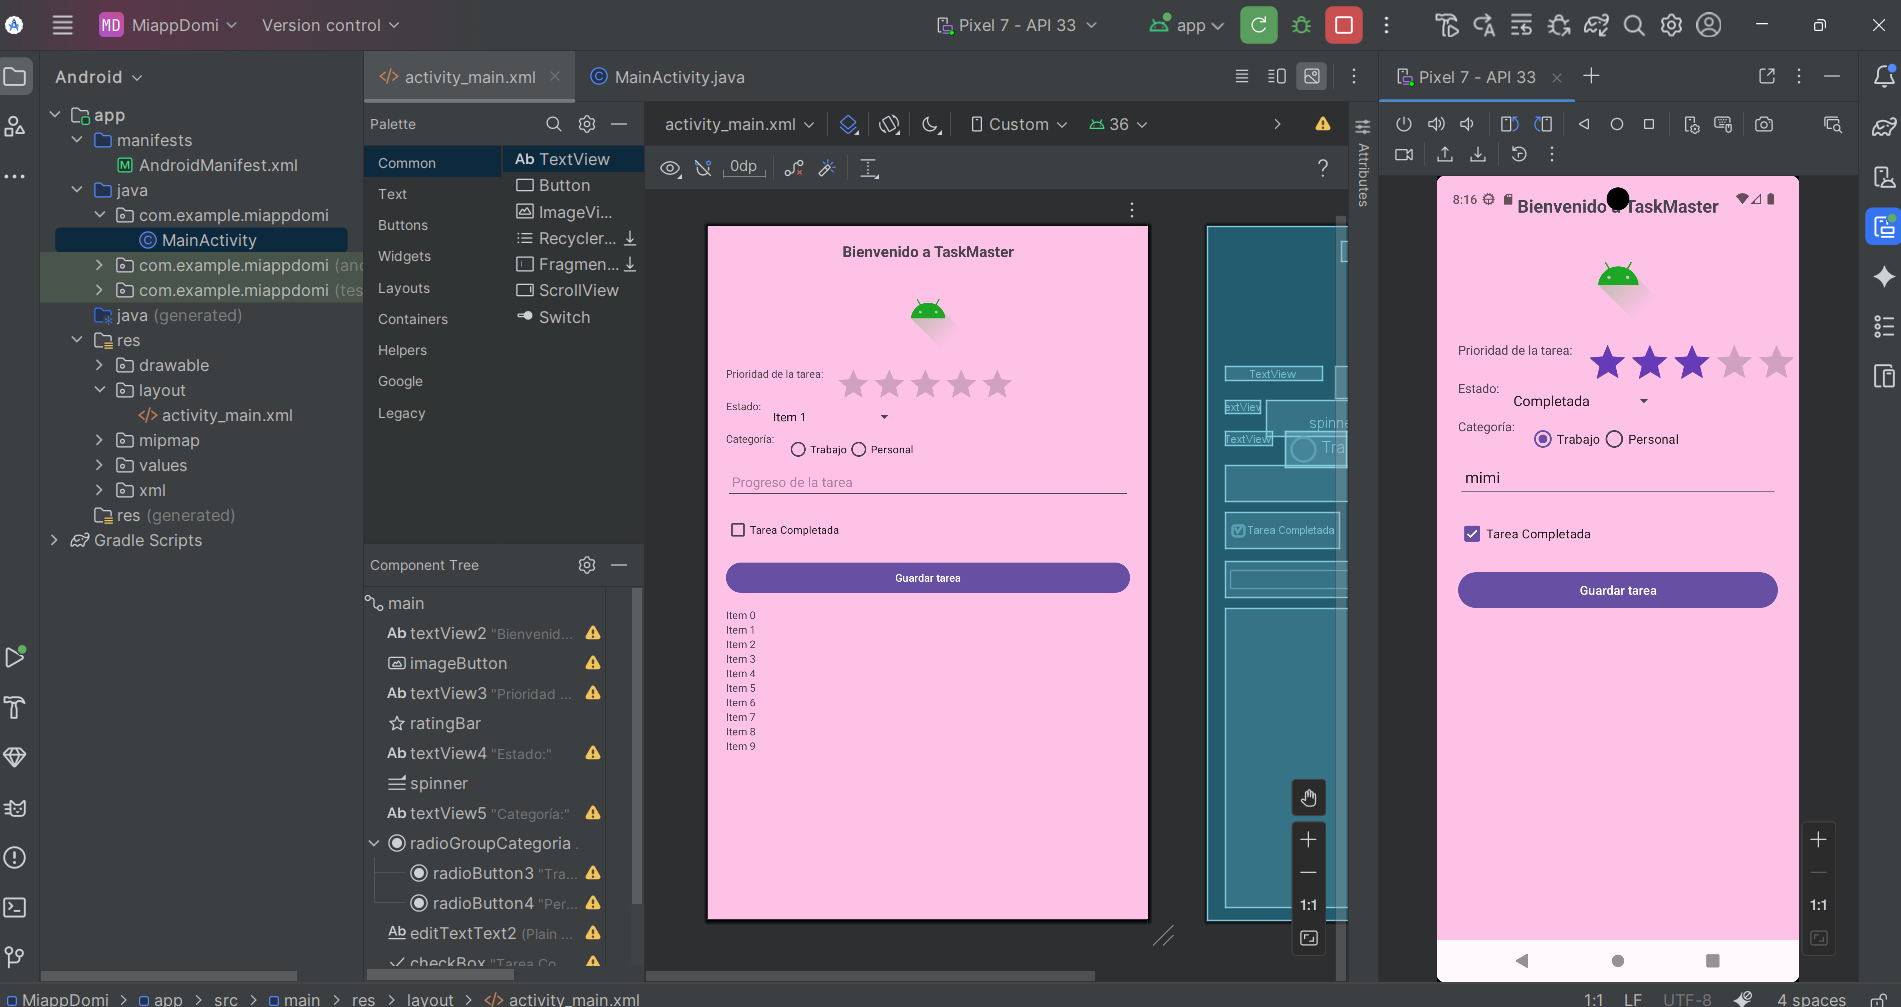 MD MiappDomi Version control Pixel 7 - API 33 app
Android activity_main.xml MainActivity.java Pixel 7 - API 33
app
manifests
AndroidManifest.xml
java
com.example.miappdomi
MainActivity
com.example.miappdomi (and
com.example.miappdomi (tes
java (generated)
res
drawable
layout
activity_main.xml
mipmap
values
xml
res (generated)
Gradle Scripts
Palette
Common
Text
Buttons
Widgets
Layouts
Containers
Helpers
Google
Legacy
Ab TextView
Button
ImageVi...
Recycler...
Fragmen...
ScrollView
Switch
Component Tree
main
Ab textView2 "Bienvenid...
imageButton
Ab textView3 "Prioridad ...
ratingBar
Ab textView4 "Estado:"
spinner
Ab textView5 "Categoría:"
radioGroupCategoria
radioButton3 "Tra...
radioButton4 "Per...
Ab editTextText2 (Plain ...
checkBox "Tarea Co...
activity_main.xml Custom 36
0dp ?
Bienvenido a TaskMaster
Prioridad de la tarea:
Estado:
Item 1
Categoría:
Trabajo Personal
Progreso de la tarea
Tarea Completada
Guardar tarea
Item 0
Item 1
Item 2
Item 3
Item 4
Item 5
Item 6
Item 7
Item 8
Item 9
TextView
extView
spinne
TextView
Tra
Tarea Completada
1:1
Attributes
8:16
Bienvenido a TaskMaster
Prioridad de la tarea:
Estado:
Completada
Categoría:
Trabajo Personal
mimi
Tarea Completada
Guardar tarea
1:1
MiappDomi > app > src > main > res > layout > activity_main.xml 1:1 LF UTF-8 4 spaces